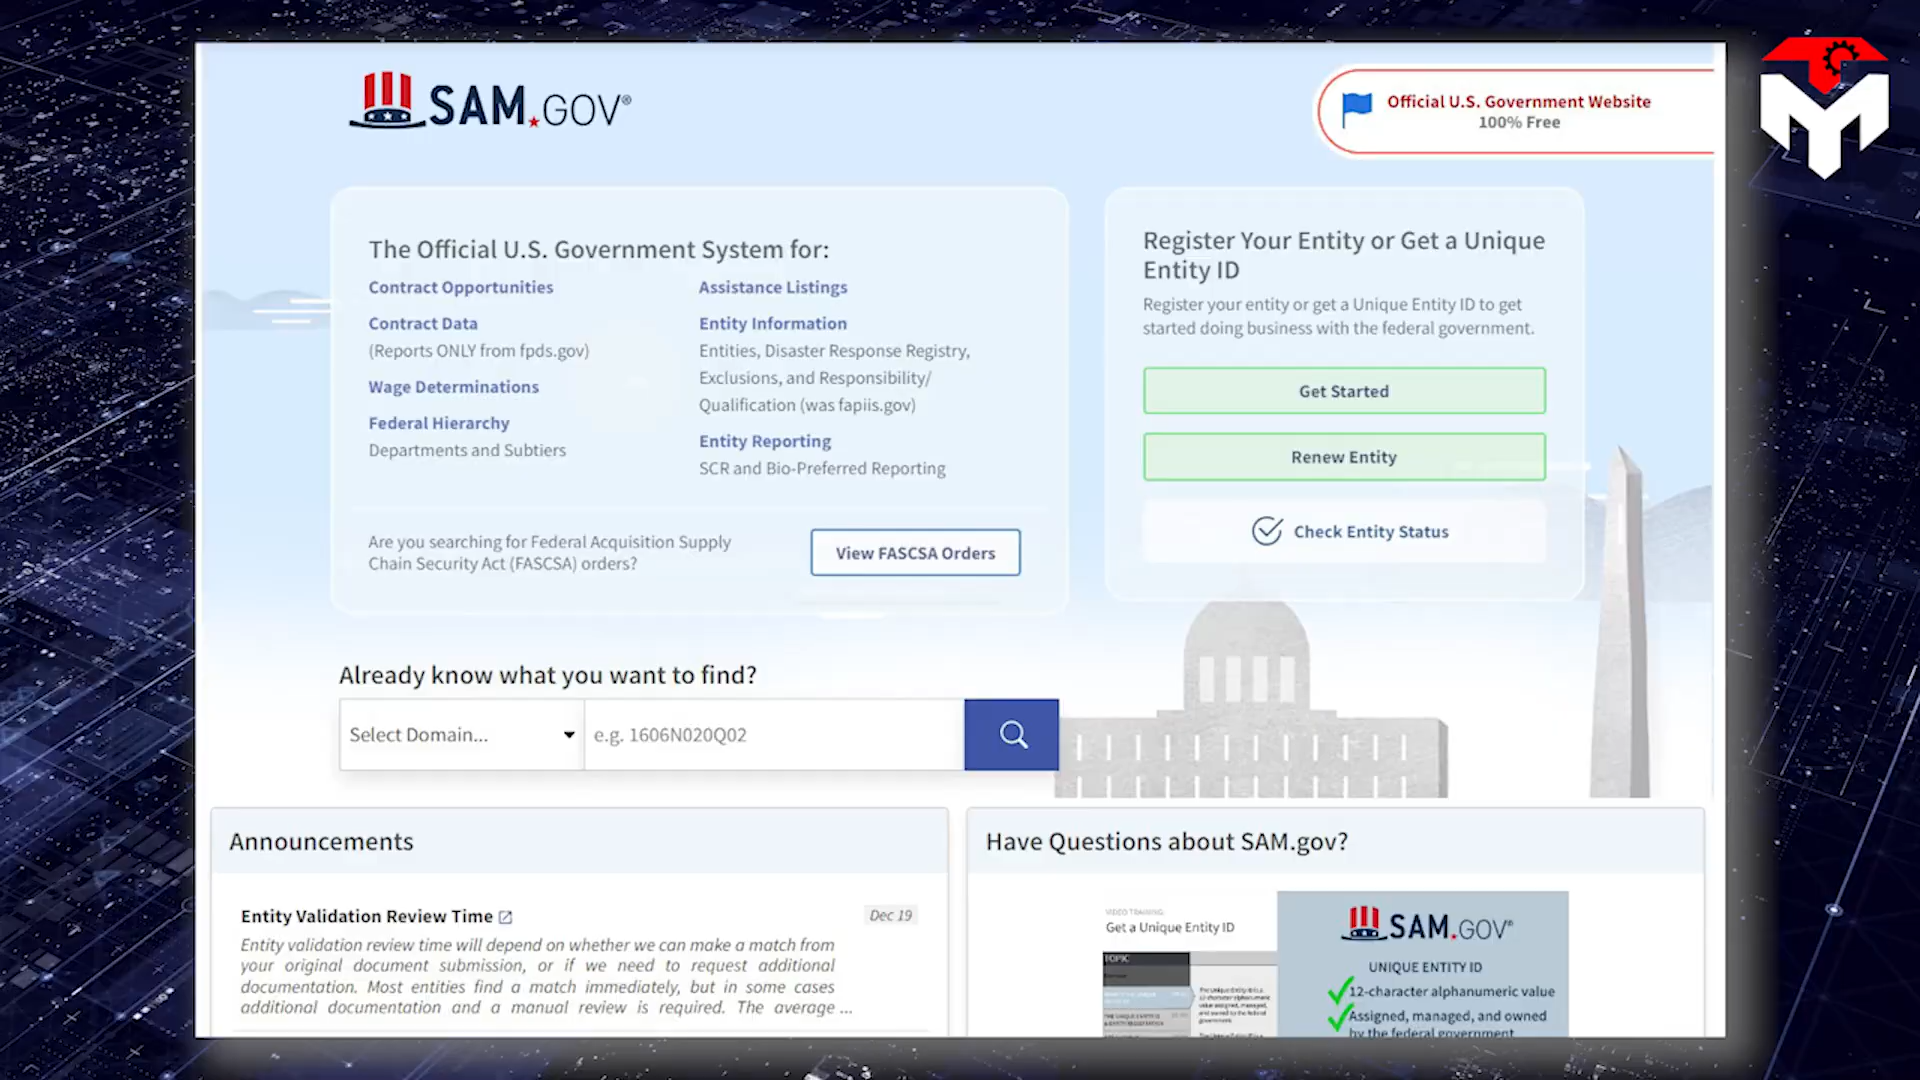 SAM.GOV®
Official U.S. Government Website
100% Free
The Official U.S. Government System for:
Contract Opportunities
Contract Data
(Reports ONLY from fpds.gov)
Wage Determinations
Federal Hierarchy
Departments and Subtiers
Assistance Listings
Entity Information
Entities, Disaster Response Registry,
Exclusions, and Responsibility/
Qualification (was fapiis.gov)
Entity Reporting
SCR and Bio-Preferred Reporting
Are you searching for Federal Acquisition Supply
Chain Security Act (FASCSA) orders?
View FASCSA Orders
Register Your Entity or Get a Unique
Entity ID
Register your entity or get a Unique Entity ID to get
started doing business with the federal government.
Get Started
Renew Entity
Check Entity Status
Already know what you want to find?
Select Domain...
e.g. 1606N020Q02
Announcements
Entity Validation Review Time
Dec 19
Entity validation review time will depend on whether we can make a match from
your original document submission, or if we need to request additional
documentation. Most entities find a match immediately, but in some cases
additional documentation and a manual review is required. The average ...
Have Questions about SAM.gov?
VIDEO TRAINING
Get a Unique Entity ID
TOPIC
SAM.GOV®
UNIQUE ENTITY ID
12-character alphanumeric value
Assigned, managed, and owned
by the federal government